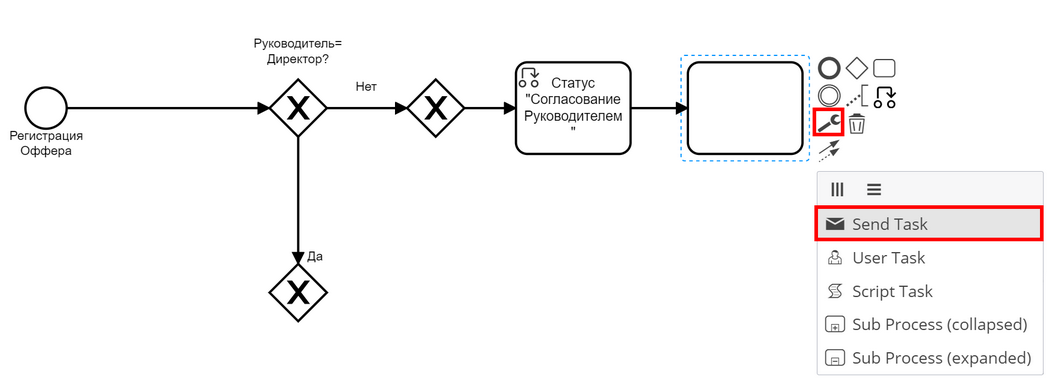 Руководитель=
Директор?
Нет
Статус
"Согласование
Руководителем
"
Регистрация
Оффера
Да
Send Task
User Task
Script Task
Sub Process (collapsed)
Sub Process (expanded)